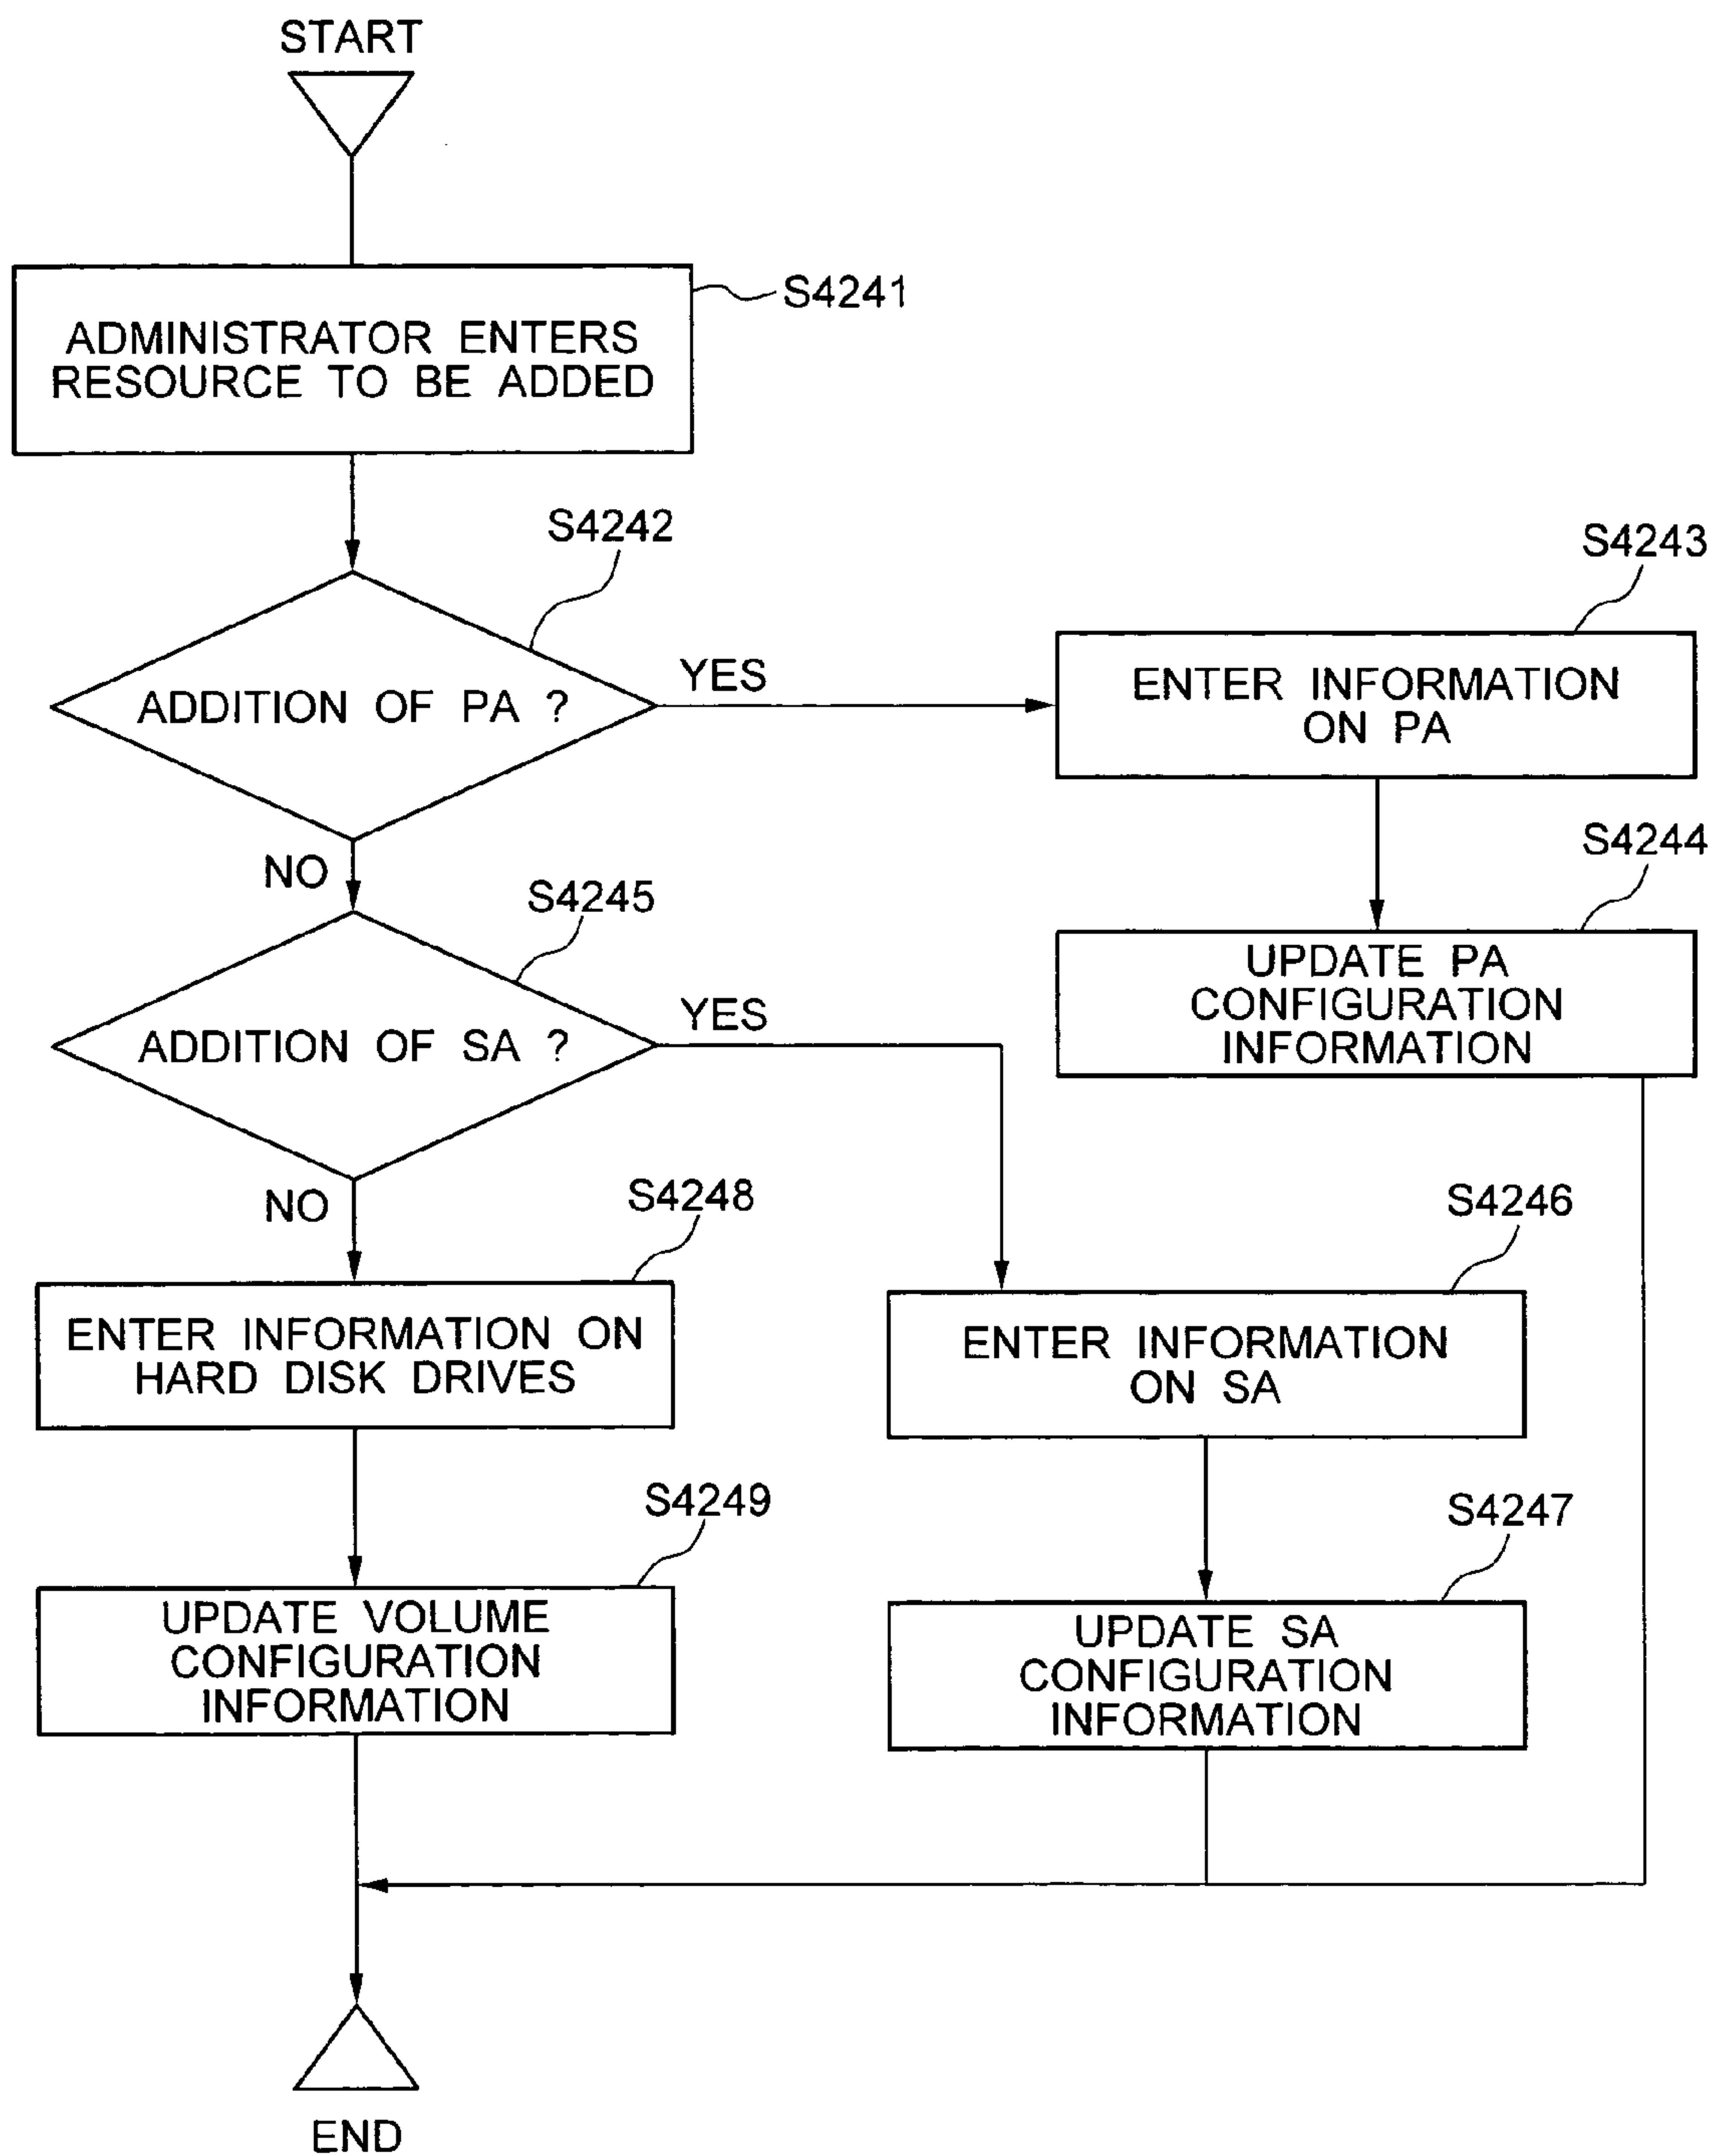 START
S4241
ADMINISTRATOR ENTERS
RESOURCE TO BE ADDED
S4242
S4243
ADDITION OF PA ?
YES
ENTER INFORMATION
ON PA
NO
S4244
UPDATE PA
CONFIGURATION
INFORMATION
S4245
ADDITION OF SA ?
YES
NO
S4248
S4246
ENTER INFORMATION ON
HARD DISK DRIVES
ENTER INFORMATION
ON SA
S4249
S4247
UPDATE VOLUME
CONFIGURATION
INFORMATION
UPDATE SA
CONFIGURATION
INFORMATION
END